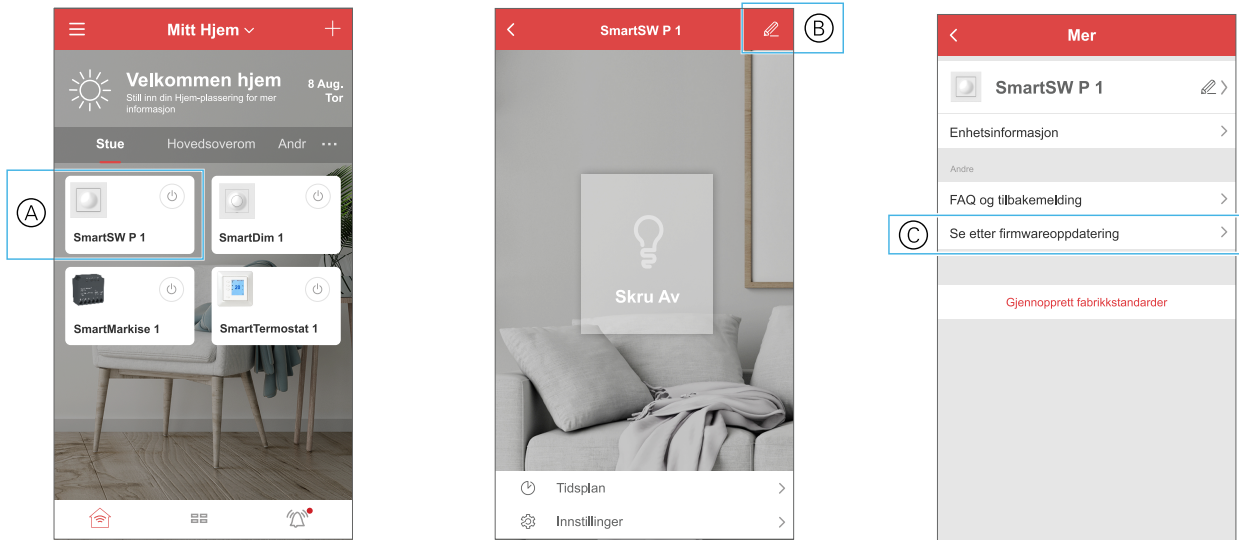 Mitt Hjem
Velkommen hjem
Still inn din Hjem-plassering for mer
informasjon
8 Aug.
Tor
Stue Hovedsoverom Andr ...
A
SmartSW P 1
SmartDim 1
SmartMarkise 1
20
SmartTermostat 1
SmartSW P 1
B
Skru Av
Tidsplan
Innstillinger
Mer
SmartSW P 1
Enhetsinformasjon
Andre
FAQ og tilbakemelding
C
Se etter firmwareoppdatering
Gjennopprett fabrikkstandarder